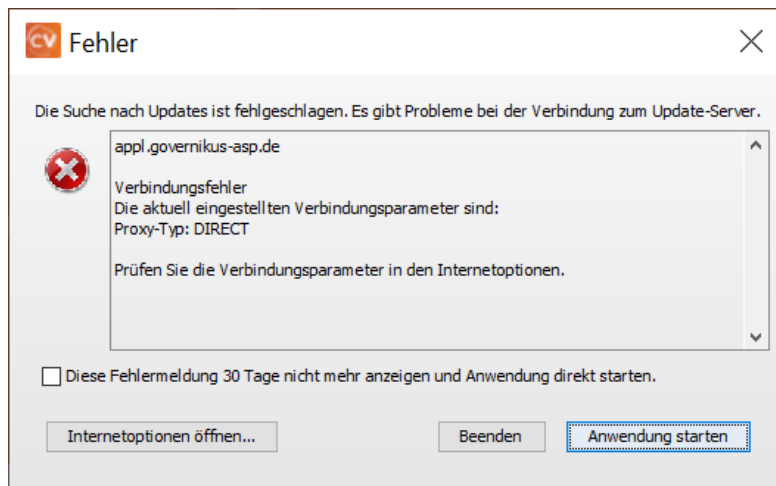 CV Fehler
Die Suche nach Updates ist fehlgeschlagen. Es gibt Probleme bei der Verbindung zum Update-Server.
appl.governikus-asp.de
Verbindungsfehler
Die aktuell eingestellten Verbindungsparameter sind:
Proxy-Typ: DIRECT
Prüfen Sie die Verbindungsparameter in den Internetoptionen.
Diese Fehlermeldung 30 Tage nicht mehr anzeigen und Anwendung direkt starten.
Internetoptionen öffnen... Beenden Anwendung starten